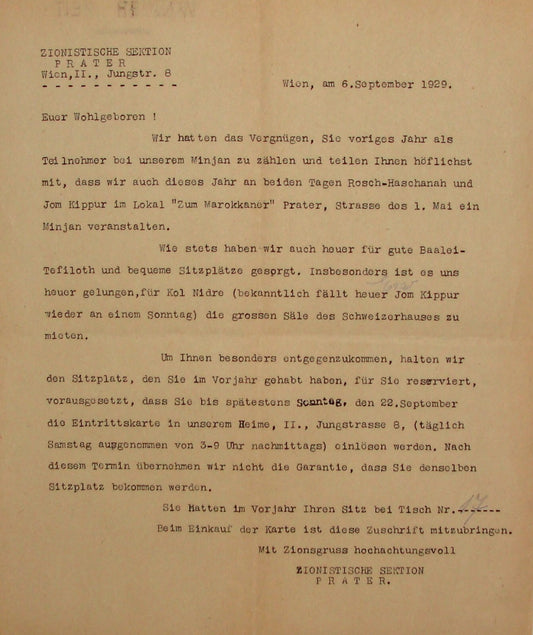 ZIONISTISCHE SEKTION
P R A T E R
Wien,II., Jungstr. 8
- - - - - - - - - - -
Wien, am 6.September 1929.
Euer Wohlgeboren !
Wir hatten das Vergnügen, Sie voriges Jahr als
Teilnehmer bei unserem Minjan zu zählen und teilen Ihnen höflichst
mit, dass wir auch dieses Jahr an beiden Tagen Rosch-Haschanah und
Jom Kippur im Lokal "Zum Marokkaner" Prater, Strasse des 1. Mai ein
Minjan veranstalten.
Wie stets haben wir auch heuer für gute Baalei-
Tefiloth und bequeme Sitzplätze gesorgt. Insbesonders ist es uns
heuer gelungen,für Kol Nidre (bekanntlich fällt heuer Jom Kippur
wieder an einem Sonntag) die grossen Säle des Schweizerhauses zu
mieten.
Um Ihnen besonders entgegenzukommen, halten wir
den Sitzplatz, den Sie im Vorjahr gehabt haben, für Sie reserviert,
vorausgesetzt, dass Sie bis spätestens Sonntag, den 22.September
die Eintrittskarte in unserem Heime, II., Jungstrasse 8, (täglich
Samstag ausgenommen von 3-9 Uhr nachmittags) einlösen werden. Nach
diesem Termin übernehmen wir nicht die Garantie, dass Sie denselben
Sitzplatz bekommen werden.
Sie Hatten im Vorjahr Ihren Sitz bei Tisch Nr. 17
Beim Einkauf der Karte ist diese Zuschrift mitzubringen.
Mit Zionsgruss hochachtungsvoll
ZIONISTISCHE SEKTION
P R A T E R.